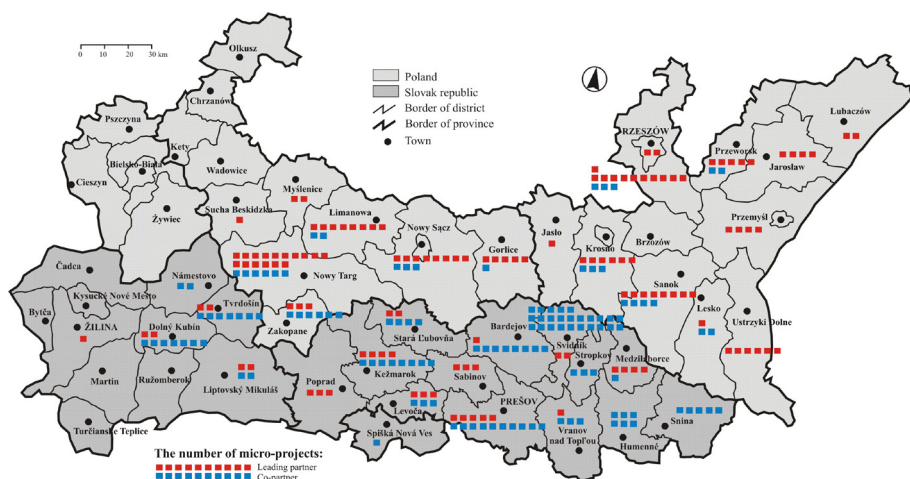 Olkusz
0 10 20 30 km
Poland
Slovak republic
Border of district
Border of province
Town
Chrzanów
Pszczyna
Lubaczów
RZESZÓW
Kęty
Bielsko-Biała
Przeworsk
Wadowice
Jarosław
Cieszyn
Myślenice
Sucha Beskidzka
Żywiec
Limanowa
Nowy Sącz
Gorlice
Jasło
Krosno
Brzozów
Przemyśl
Čadca
Námestovo
Nowy Targ
Sanok
Kysucké Nové Mesto
Tvrdošín
Lesko
Bytča
ŽILINA
Dolný Kubín
Zakopane
Stará Ľubovňa
Bardejov
Svidník
Stropkov
Medzilaborce
Ustrzyki Dolne
Martin
Ružomberok
Liptovský Mikuláš
Poprad
Kežmarok
Sabinov
Levoča
PREŠOV
Turčianske Teplice
Spišská Nová Ves
Vranov
nad Topľou
Humenné
Snina
The number of micro-projects:
Leading partner
Co-partner